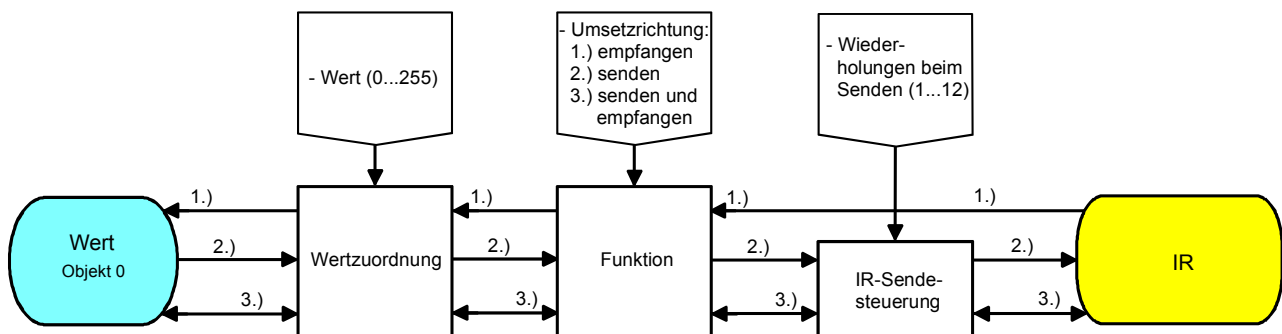 - Wert (0...255)
- Umsetzrichtung:
1.) empfangen
2.) senden
3.) senden und
empfangen
- Wieder-
holungen beim
Senden (1...12)
1.)
1.)
1.)
1.)
Wert
Objekt 0
2.)
Wertzuordnung
2.)
Funktion
2.)
IR-Sende-
steuerung
2.)
IR
3.)
3.)
3.)
3.)